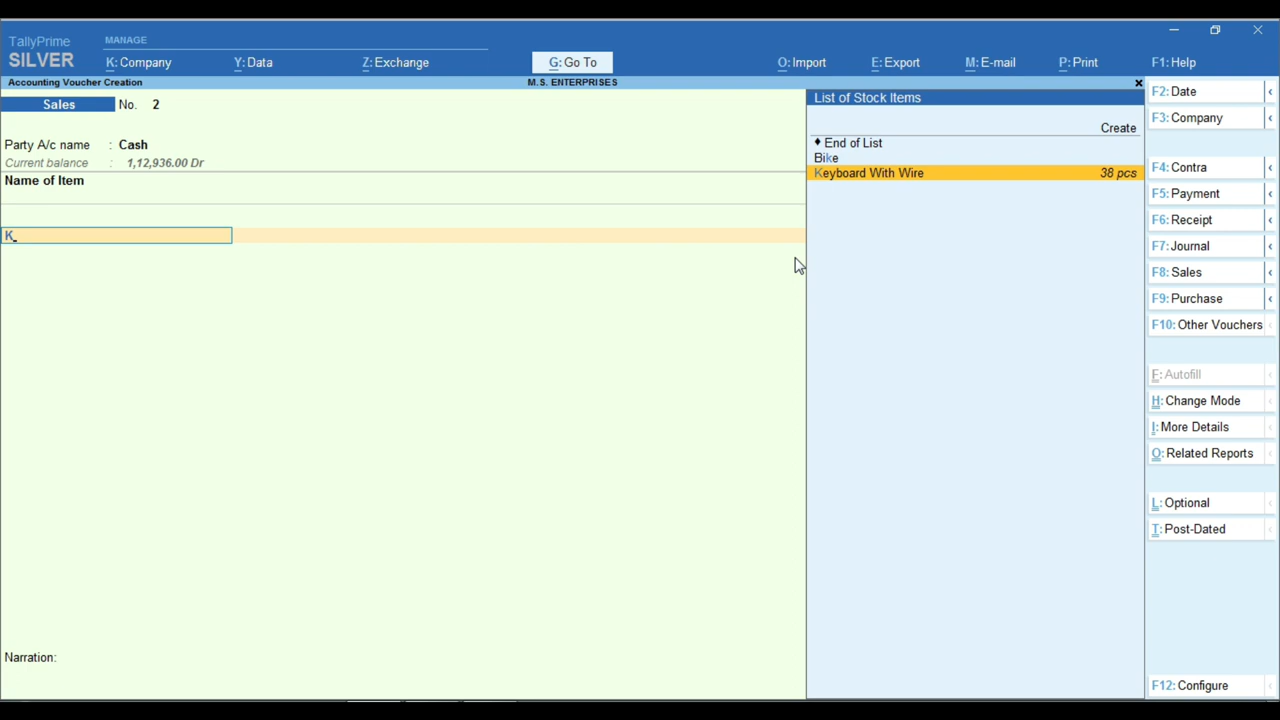 TallyPrime
SILVER
MANAGE
K: Company
Y: Data
Z: Exchange
G: Go To
O: Import
E: Export
M: E-mail
P: Print
F1: Help
Accounting Voucher Creation
M.S. ENTERPRISES
Sales No. 2
Party A/c name : Cash
Current balance : 1,12,936.00 Dr
Name of Item
K
Narration:
List of Stock Items
Create
♦ End of List
Bike
Keyboard With Wire 38 pcs
F2: Date
F3: Company
F4: Contra
F5: Payment
F6: Receipt
F7: Journal
F8: Sales
F9: Purchase
F10: Other Vouchers
F: Autofill
H: Change Mode
I: More Details
O: Related Reports
L: Optional
T: Post-Dated
F12: Configure